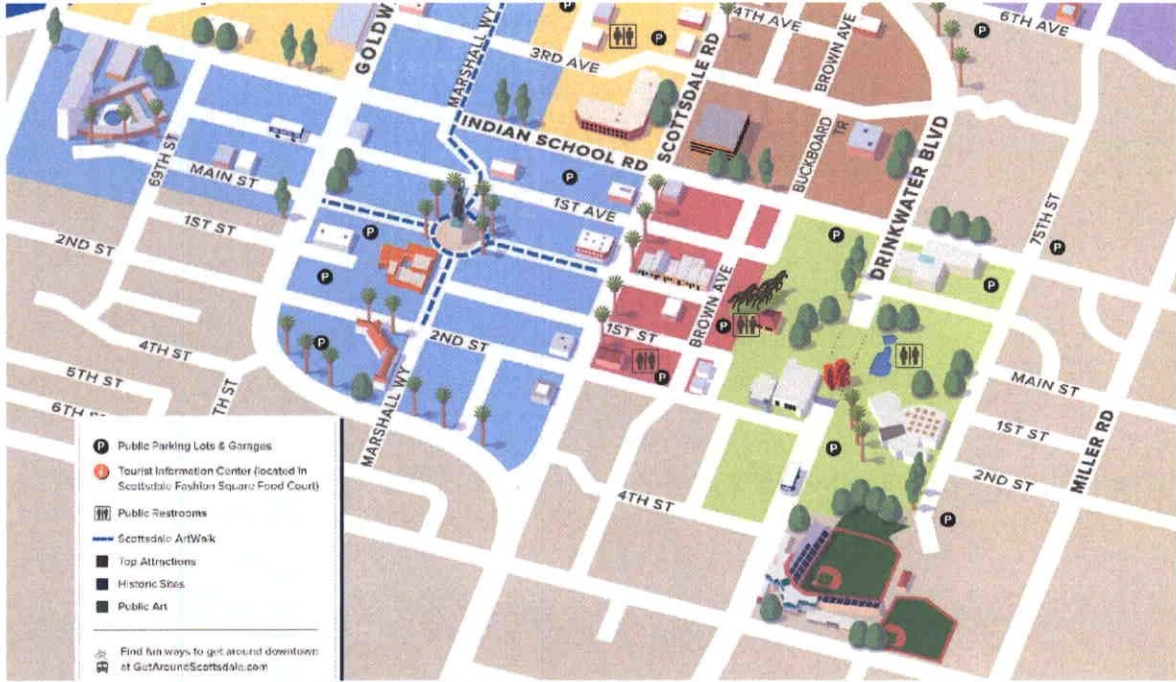 4TH AVE
6TH AVE
GOLDW
MARSHALL WY
3RD AVE
SCOTTSDALE RD
BROWN AVE
INDIAN SCHOOL RD
BUCKBOARD TR
DRINKWATER BLVD
75TH ST
69TH ST
MAIN ST
1ST AVE
1ST ST
2ND ST
BROWN AVE
1ST ST
2ND ST
4TH ST
5TH ST
6TH
TH ST
MARSHALL WY
MAIN ST
1ST ST
2ND ST
MILLER RD
4TH ST
P Public Parking Lots & Garages
i Tourist Information Center (located in
Scottsdale Fashion Square Food Court)
Public Restrooms
Scottsdale ArtWalk
Top Attractions
Historic Sites
Public Art
Find fun ways to get around downtown
at GetAroundScottsdale.com